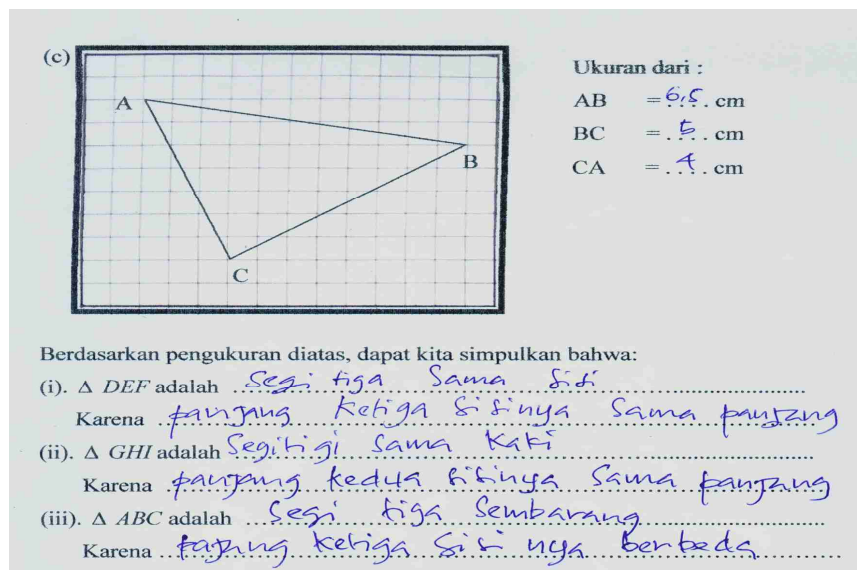 (c)
A
B
C
Ukuran dari :
AB = 6,5 cm
BC = 5 cm
CA = 4 cm
Berdasarkan pengukuran diatas, dapat kita simpulkan bahwa:
(i). Δ DEF adalah Segi tiga Sama Sisi
Karena panjang Ketiga Sisinya Sama panjang
(ii). Δ GHI adalah Segitigi Sama Kaki
Karena panjang kedua sisinya Sama panjang
(iii). Δ ABC adalah Segi tiga Sembarang
Karena Ketiga Sisi nya berbeda